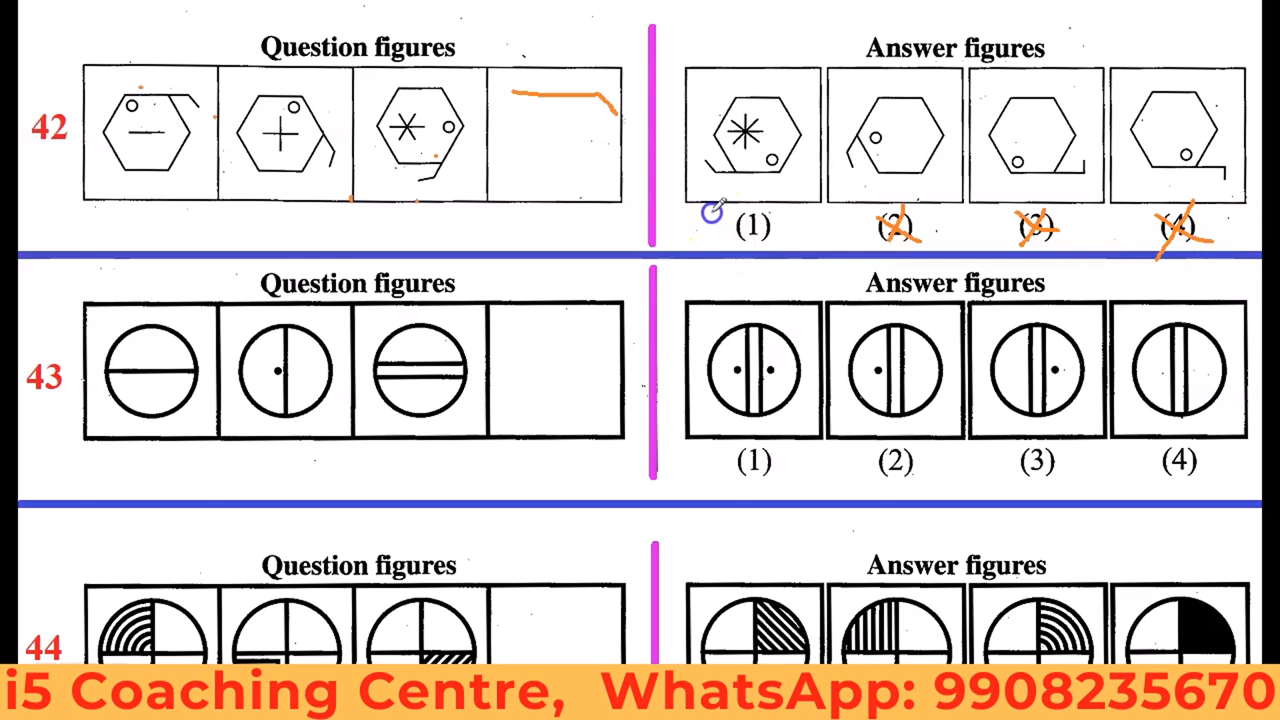 Question figures
Answer figures
42
(1)
(2)
(3)
(4)
Question figures
Answer figures
43
(1)
(2)
(3)
(4)
Question figures
Answer figures
44
i5 Coaching Centre, WhatsApp: 9908235670